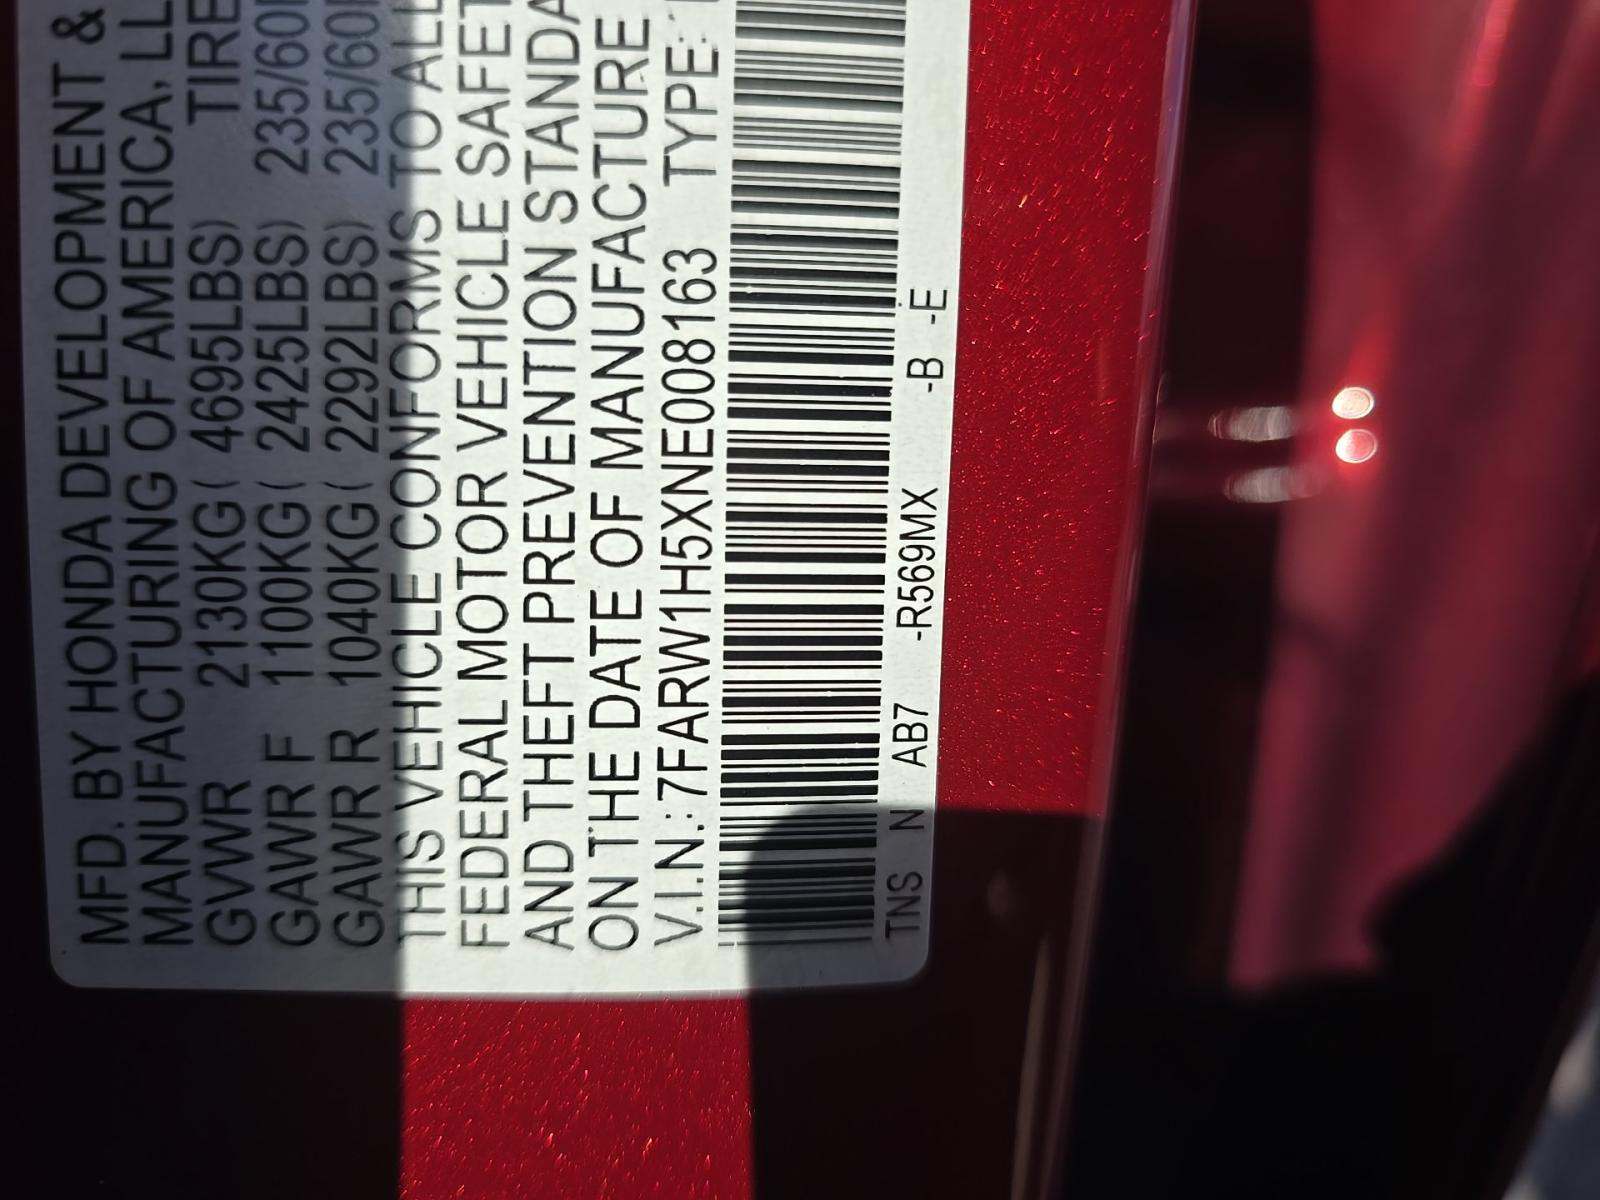 MFD. BY HONDA DEVELOPMENT &
MANUFACTURING OF AMERICA, LL
GVWR 2130KG( 4695LBS) TIRE
GAWR F 1100KG( 2425LBS) 235/60
GAWR R 1040KG( 2292LBS) 235/60
THIS VEHICLE CONFORMS TO ALL
FEDERAL MOTOR VEHICLE SAFET
AND THEFT PREVENTION STANDA
ON THE DATE OF MANUFACTURE
V.I.N.: 7FARW1H5XNE008163 TYPE:
TNS N AB7 -R569MX -B -E